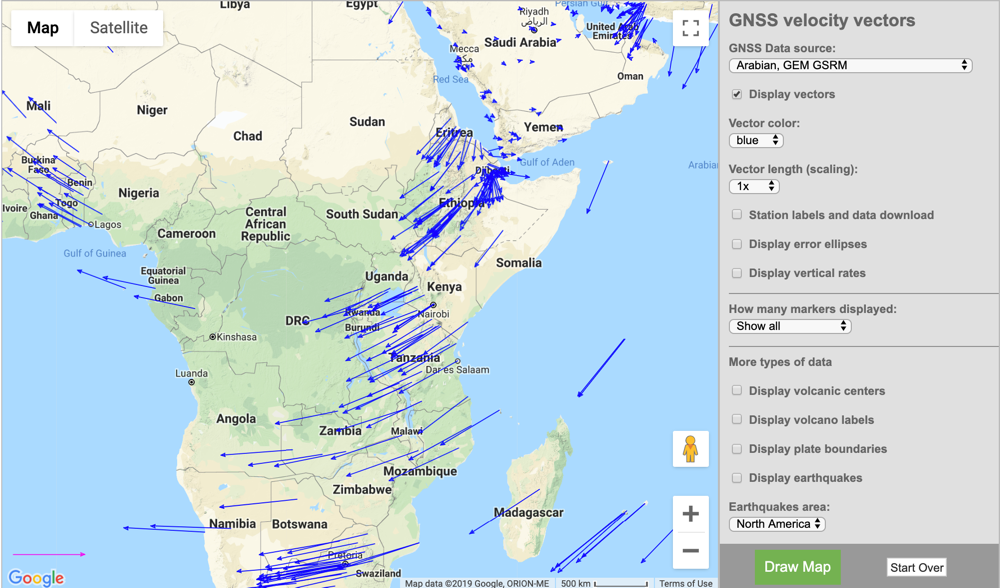 Map
Satellite
Libya
Egypt
Riyadh
الرياض
Persian Gulf
United Arab
Emirates
Mecca
مكة
Saudi Arabia
Red Sea
Oman
Mali
Niger
Chad
Sudan
Eritrea
Yemen
Burkina
Faso
Benin
Togo
Ivoire
Ghana
Lagos
Nigeria
Djibouti
Gulf of Aden
Arabia
Ethiopia
Central
African
Republic
South Sudan
Cameroon
Somalia
Gulf of Guinea
Equatorial
Guinea
Gabon
Uganda
Kenya
Nairobi
DRC
Rwanda
Burundi
Kinshasa
Tanzania
Dar es Salaam
Luanda
Angola
Zambia
Malawi
Mozambique
Zimbabwe
Madagascar
Namibia
Botswana
Pretoria
Swaziland
Google
Map data ©2019 Google, ORION-ME
500 km
Terms of Use
GNSS velocity vectors
GNSS Data source:
Arabian, GEM GSRM
Display vectors
Vector color:
blue
Vector length (scaling):
1x
Station labels and data download
Display error ellipses
Display vertical rates
How many markers displayed:
Show all
More types of data
Display volcanic centers
Display volcano labels
Display plate boundaries
Display earthquakes
Earthquakes area:
North America
Draw Map
Start Over